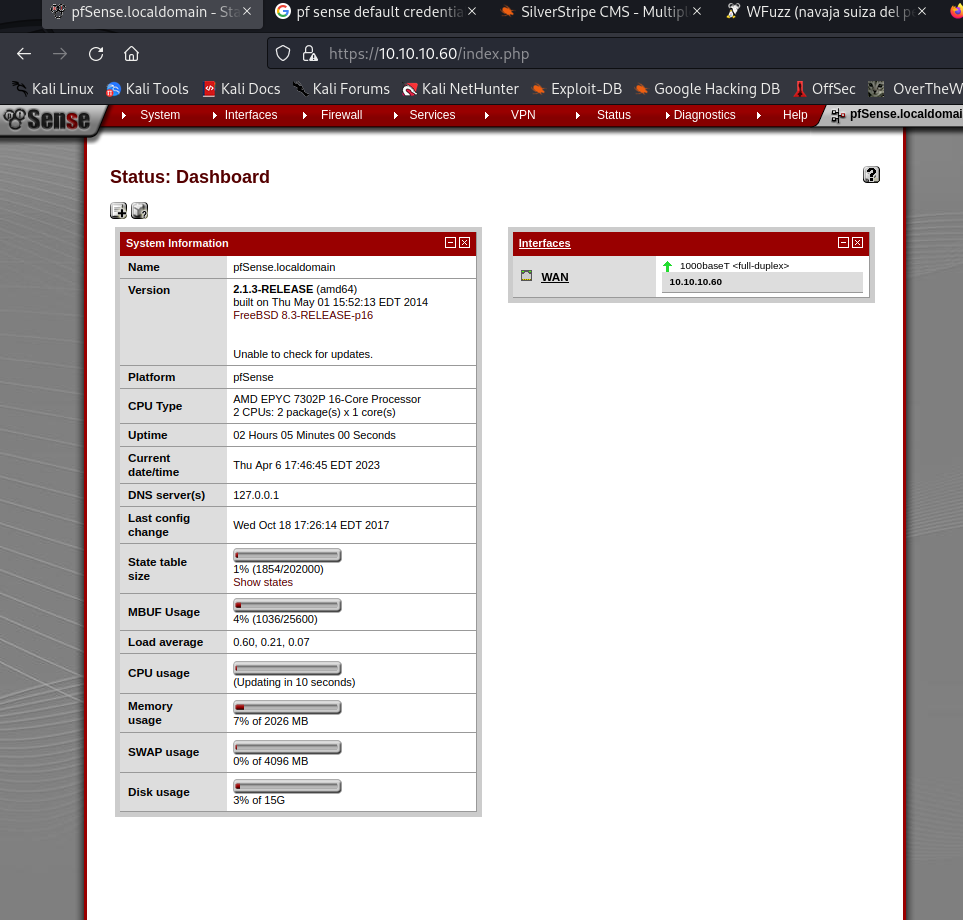 pfSense.localdomain - Sta
pf sense default credentia
SilverStripe CMS - Multipl
WFuzz (navaja suiza del pe
https://10.10.10.60/index.php
Kali Linux
Kali Tools
Kali Docs
Kali Forums
Kali NetHunter
Exploit-DB
Google Hacking DB
OffSec
OverTheW
Sense
System
Interfaces
Firewall
Services
VPN
Status
Diagnostics
Help
pfSense.localdomai
Status: Dashboard
System Information
Name pfSense.localdomain
Version 2.1.3-RELEASE (amd64)
built on Thu May 01 15:52:13 EDT 2014
FreeBSD 8.3-RELEASE-p16
Unable to check for updates.
Platform pfSense
CPU Type AMD EPYC 7302P 16-Core Processor
2 CPUs: 2 package(s) x 1 core(s)
Uptime 02 Hours 05 Minutes 00 Seconds
Current
date/time Thu Apr 6 17:46:45 EDT 2023
DNS server(s) 127.0.0.1
Last config
change Wed Oct 18 17:26:14 EDT 2017
State table
size
1% (1854/202000)
Show states
MBUF Usage
4% (1036/25600)
Load average 0.60, 0.21, 0.07
CPU usage
(Updating in 10 seconds)
Memory
usage
7% of 2026 MB
SWAP usage
0% of 4096 MB
Disk usage
3% of 15G
Interfaces
WAN
1000baseT <full-duplex>
10.10.10.60